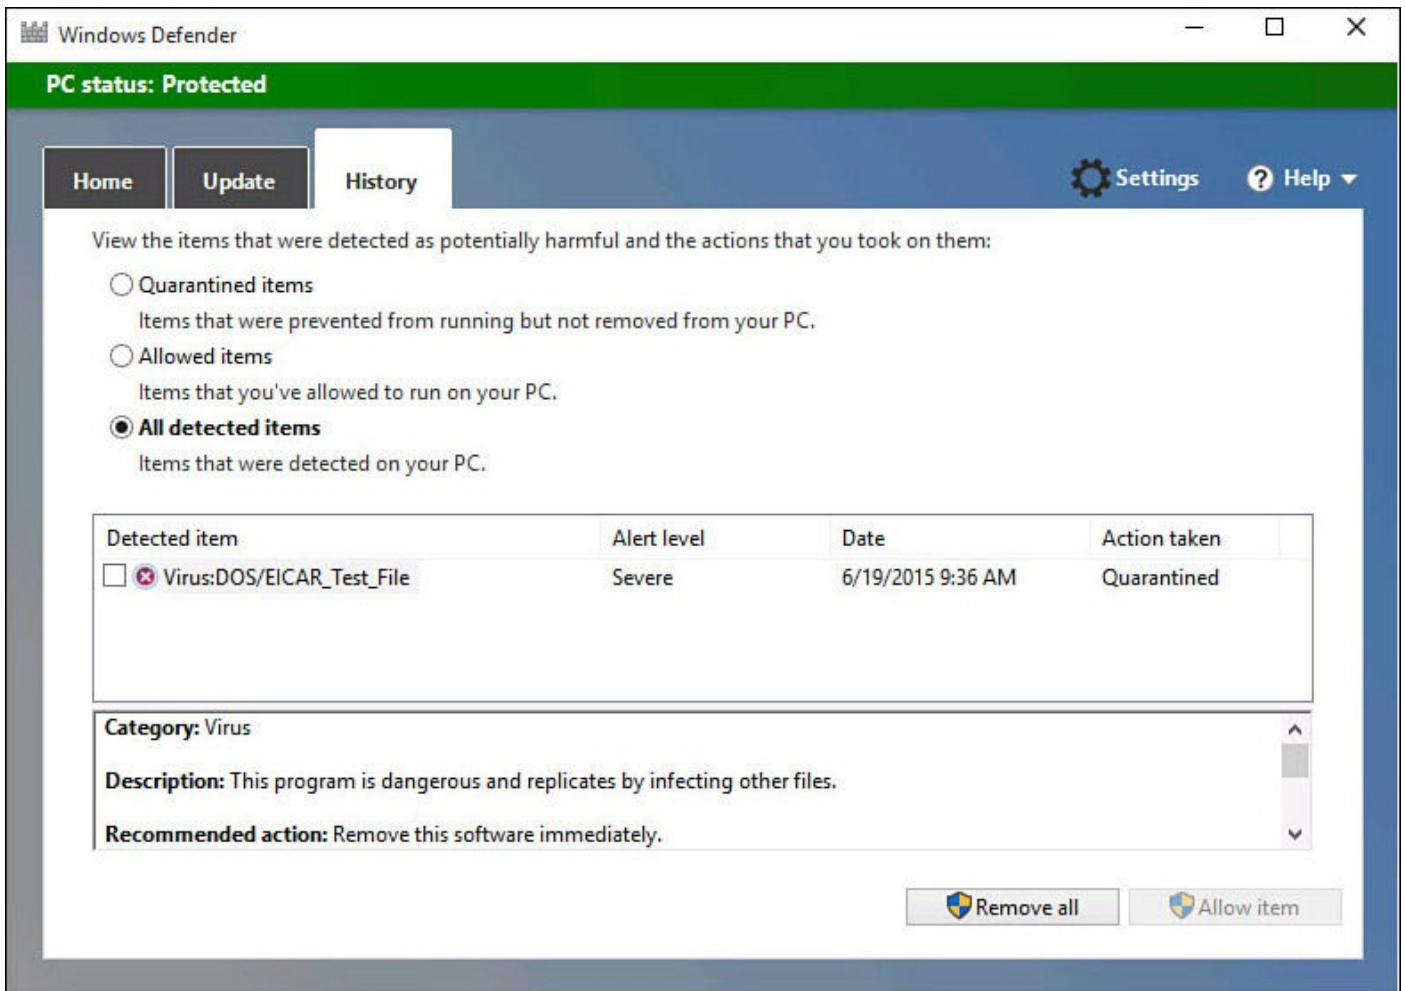 Windows Defender
PC status: Protected
Home Update History Settings Help
View the items that were detected as potentially harmful and the actions that you took on them:
Quarantined items
Items that were prevented from running but not removed from your PC.
Allowed items
Items that you've allowed to run on your PC.
All detected items
Items that were detected on your PC.
Detected item Alert level Date Action taken
Virus:DOS/EICAR_Test_File Severe 6/19/2015 9:36 AM Quarantined
Category: Virus
Description: This program is dangerous and replicates by infecting other files.
Recommended action: Remove this software immediately.
Remove all Allow item